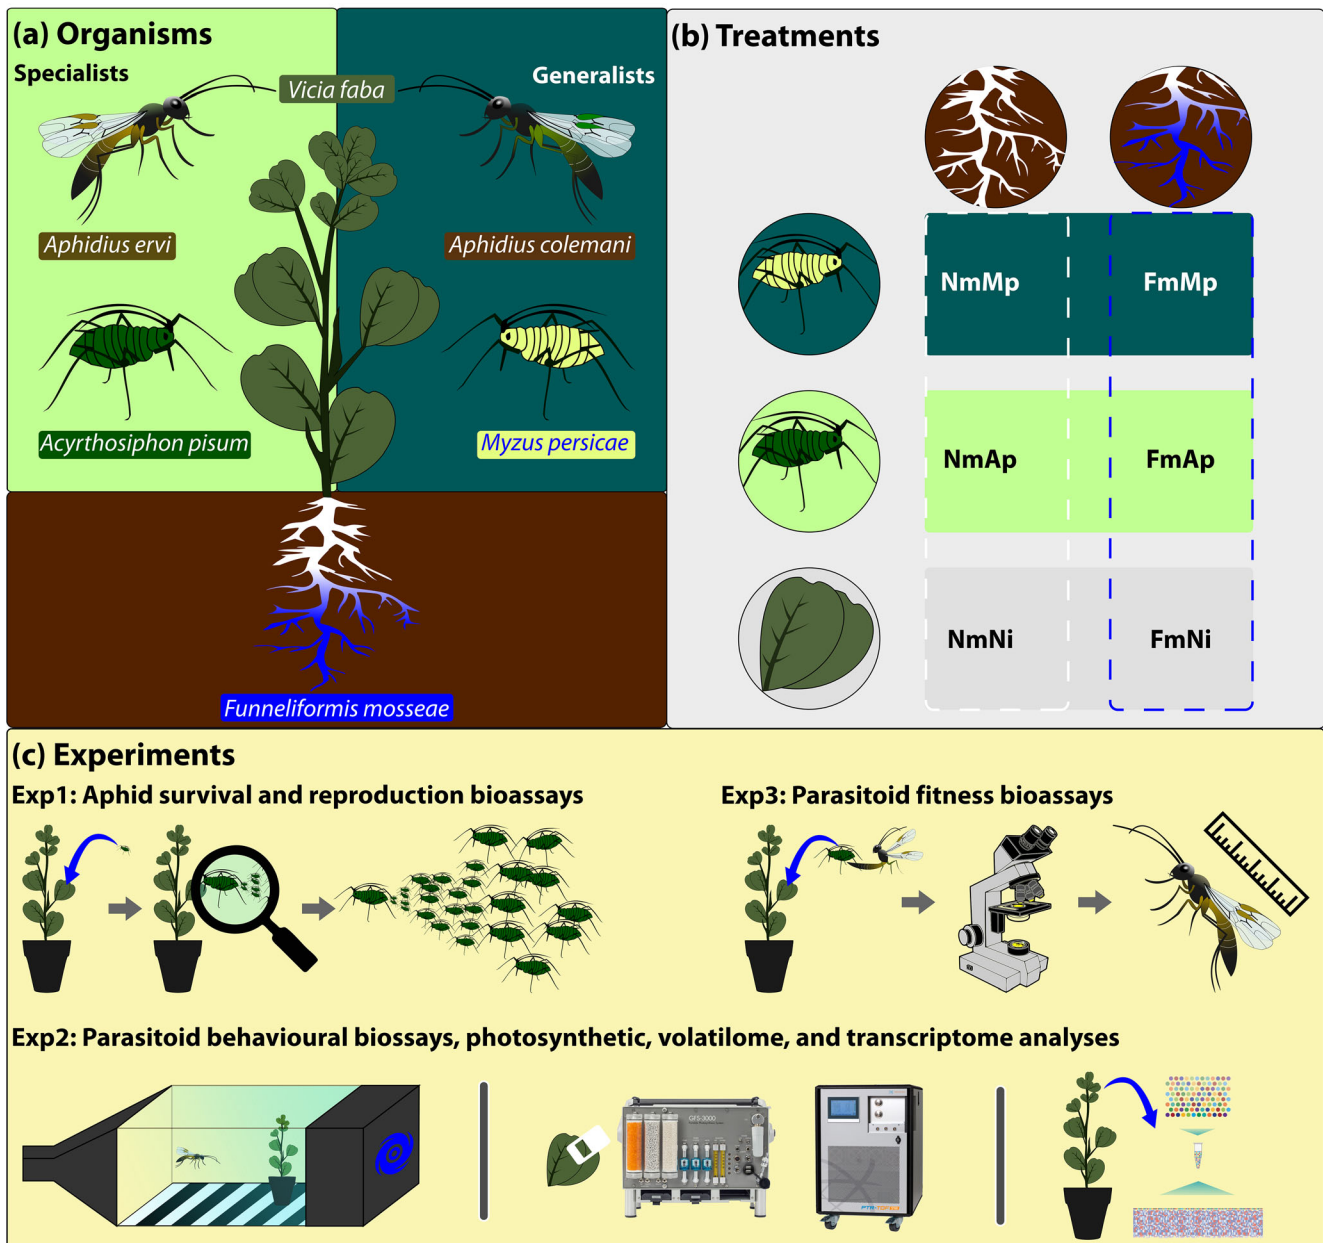 (a) Organisms
Specialists
Generalists
Vicia faba
Aphidius ervi
Aphidius colemani
Acyrthosiphon pisum
Myzus persicae
Funneliformis mosseae
(b) Treatments
NmMp
FmMp
NmAp
FmAp
NmNi
FmNi
(c) Experiments
Exp1: Aphid survival and reproduction bioassays
Exp3: Parasitoid fitness bioassays
Exp2: Parasitoid behavioural biossays, photosynthetic, volatilome, and transcriptome analyses
GFS-3000